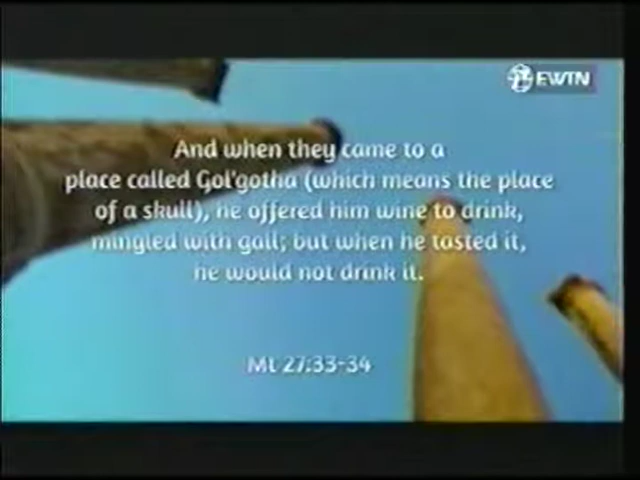 EWTN
And when they came to a
place called Gol'gotha (which means the place
of a skull), he offered him wine to drink,
mingled with gall; but when he tasted it,
he would not drink it.
Mt 27:33-34